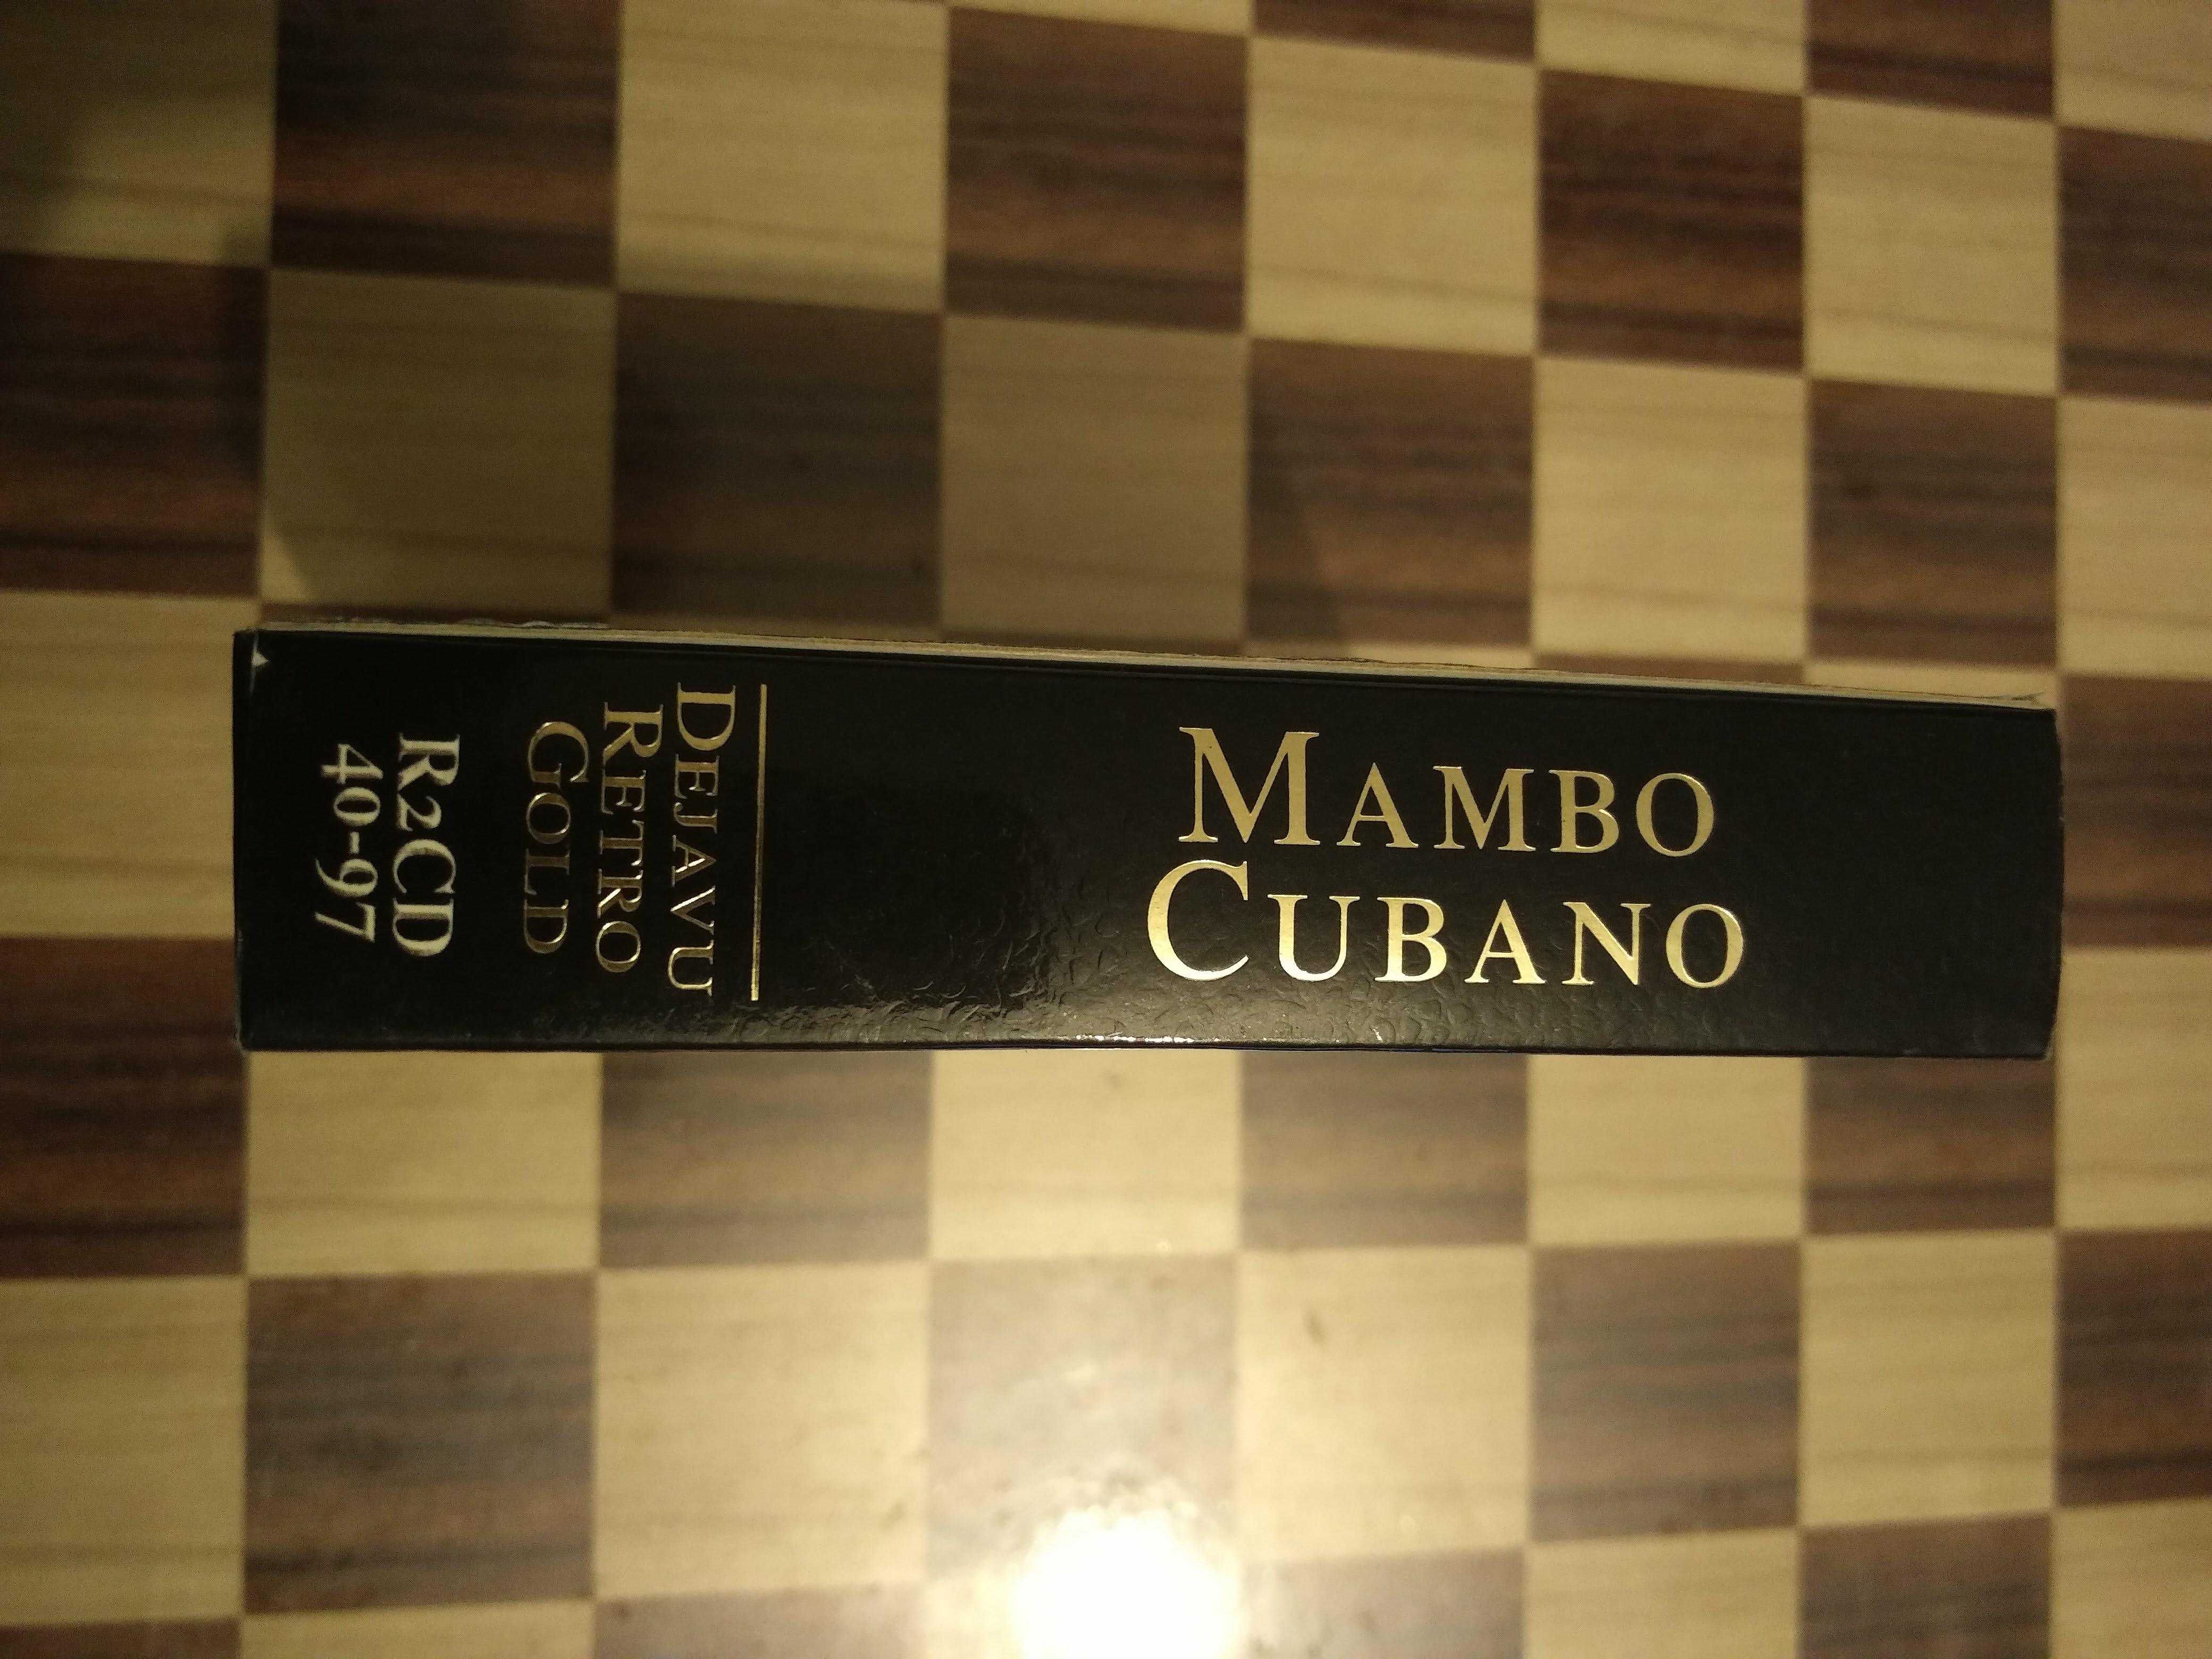 MAMBO
CUBANO
DEJAVU
RETRO
GOLD
R2CD
40-97